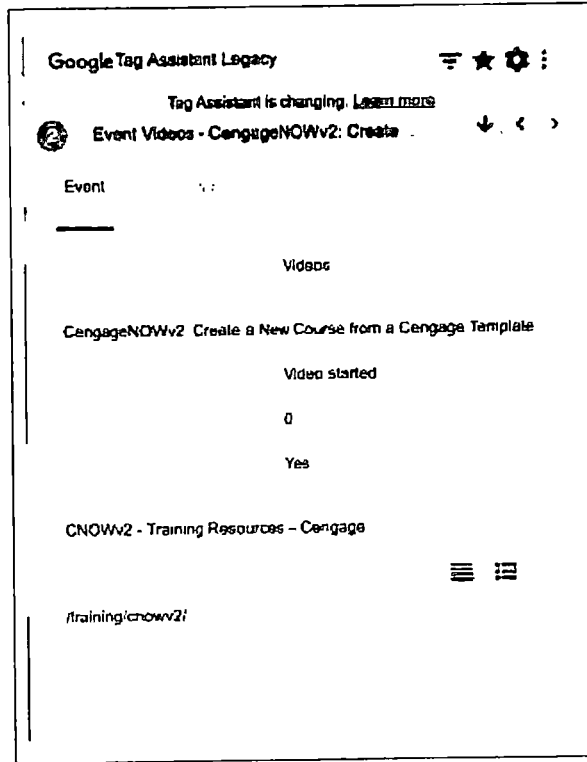 Google Tag Assistant Legacy
Tag Assistant is changing. Learn more
Event Videos - CengageNOWv2: Create
Event
Videos
CengageNOWv2 Create a New Course from a Cengage Template
Video started
0
Yes
CNOWv2 - Training Resources – Cengage
/training/cnowv2/